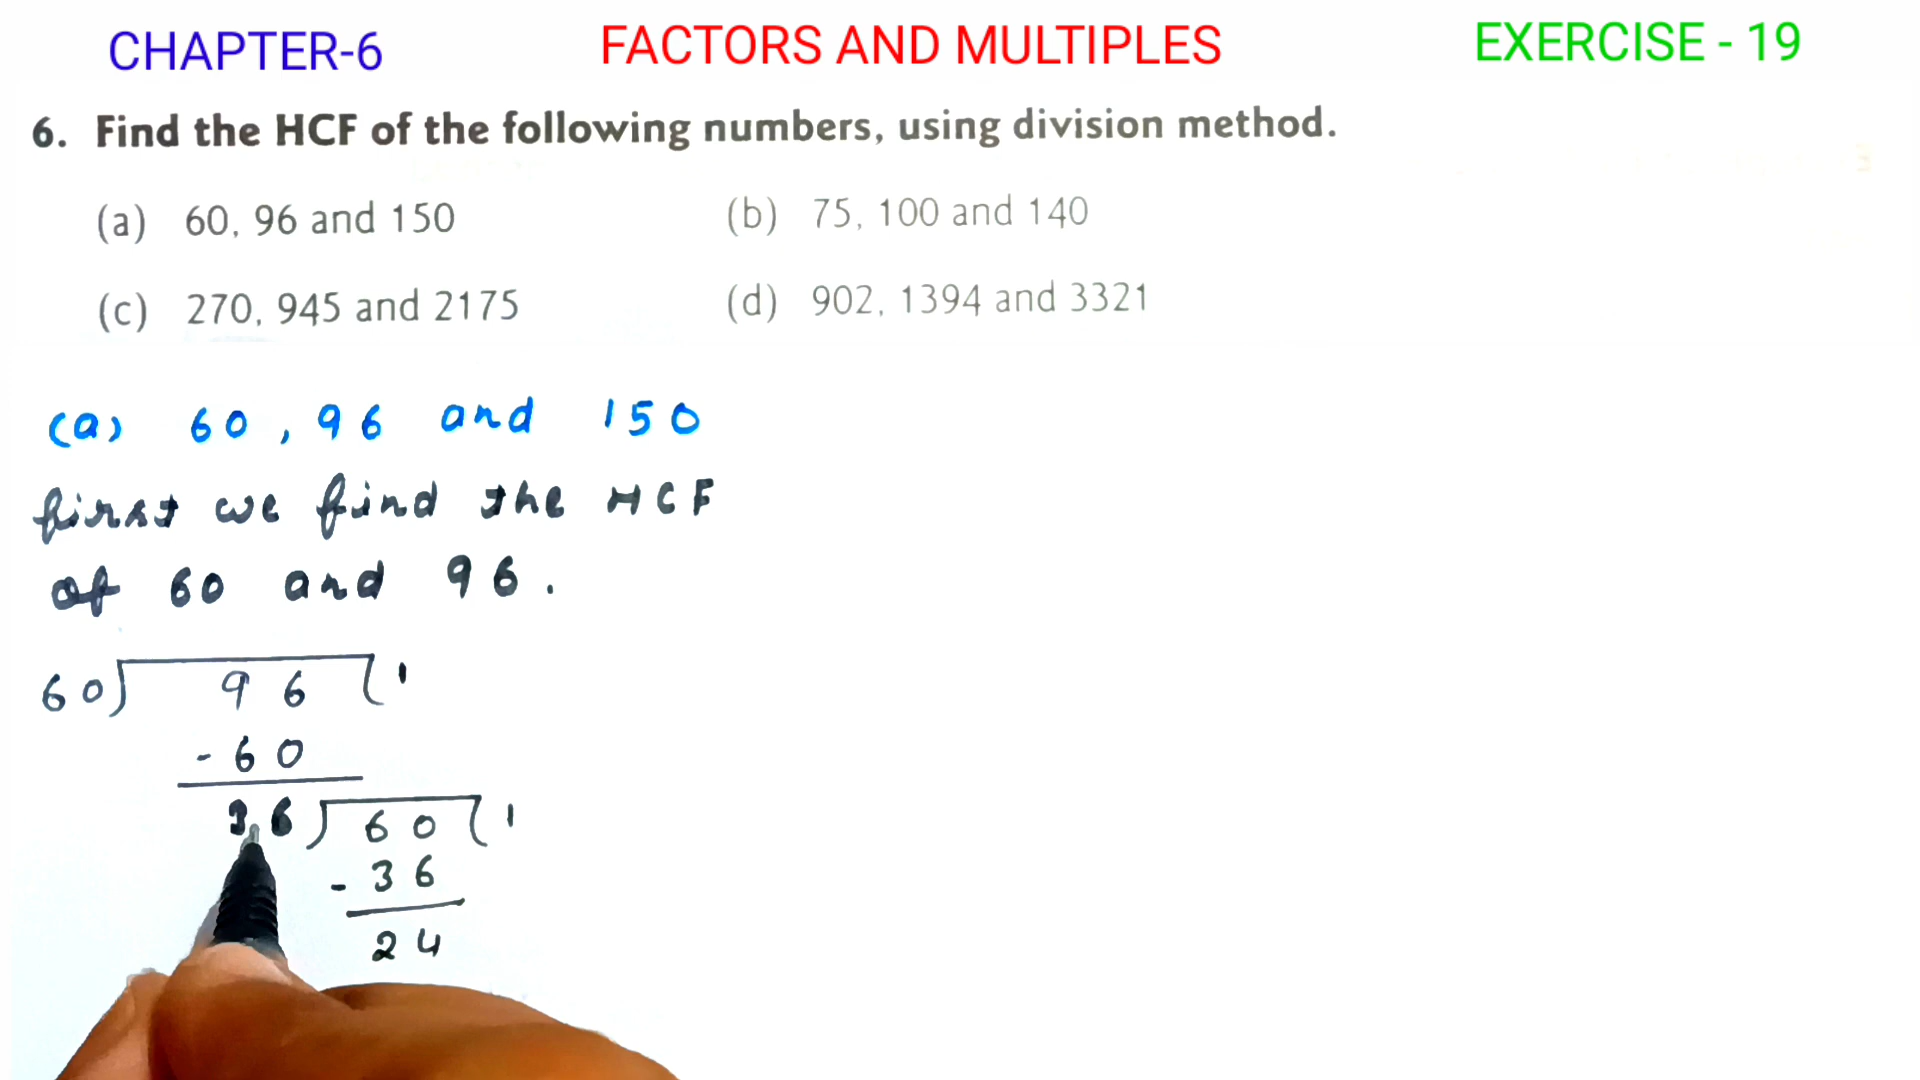 CHAPTER-6 FACTORS AND MULTIPLES EXERCISE - 19
6. Find the HCF of the following numbers, using division method.
(a) 60, 96 and 150 (b) 75, 100 and 140
(c) 270, 945 and 2175 (d) 902, 1394 and 3321
(a) 60, 96 and 150
first we find the HCF
of 60 and 96.
60) 96 ( 1
- 60
36) 60 ( 1
- 36
24